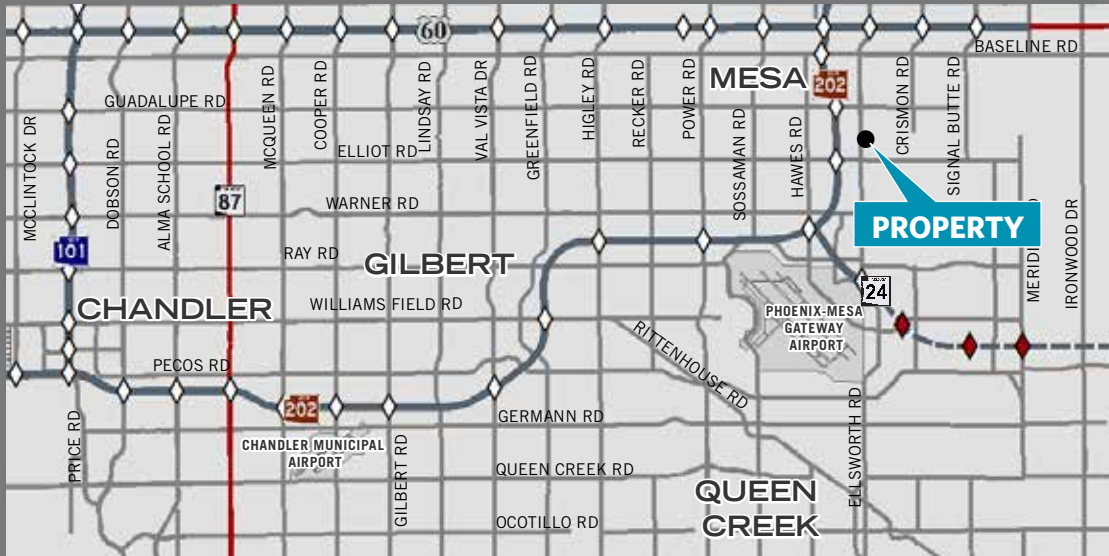 60
BASELINE RD
MESA
202
GUADALUPE RD
MCCLINTOCK DR
DOBSON RD
ALMA SCHOOL RD
MCQUEEN RD
COOPER RD
LINDSAY RD
VAL VISTA DR
GREENFIELD RD
HIGLEY RD
RECKER RD
POWER RD
SOSSAMAN RD
HAWES RD
CRISMON RD
SIGNAL BUTTE RD
ELLIOT RD
87
WARNER RD
PROPERTY
101
RAY RD
GILBERT
IRONWOOD DR
24
CHANDLER
WILLIAMS FIELD RD
PHOENIX-MESA
GATEWAY
AIRPORT
RITTENHOUSE RD
PECOS RD
202
GERMANN RD
ELLSWORTH RD
PRICE RD
CHANDLER MUNICIPAL
AIRPORT
GILBERT RD
QUEEN CREEK RD
QUEEN
CREEK
OCOTILLO RD